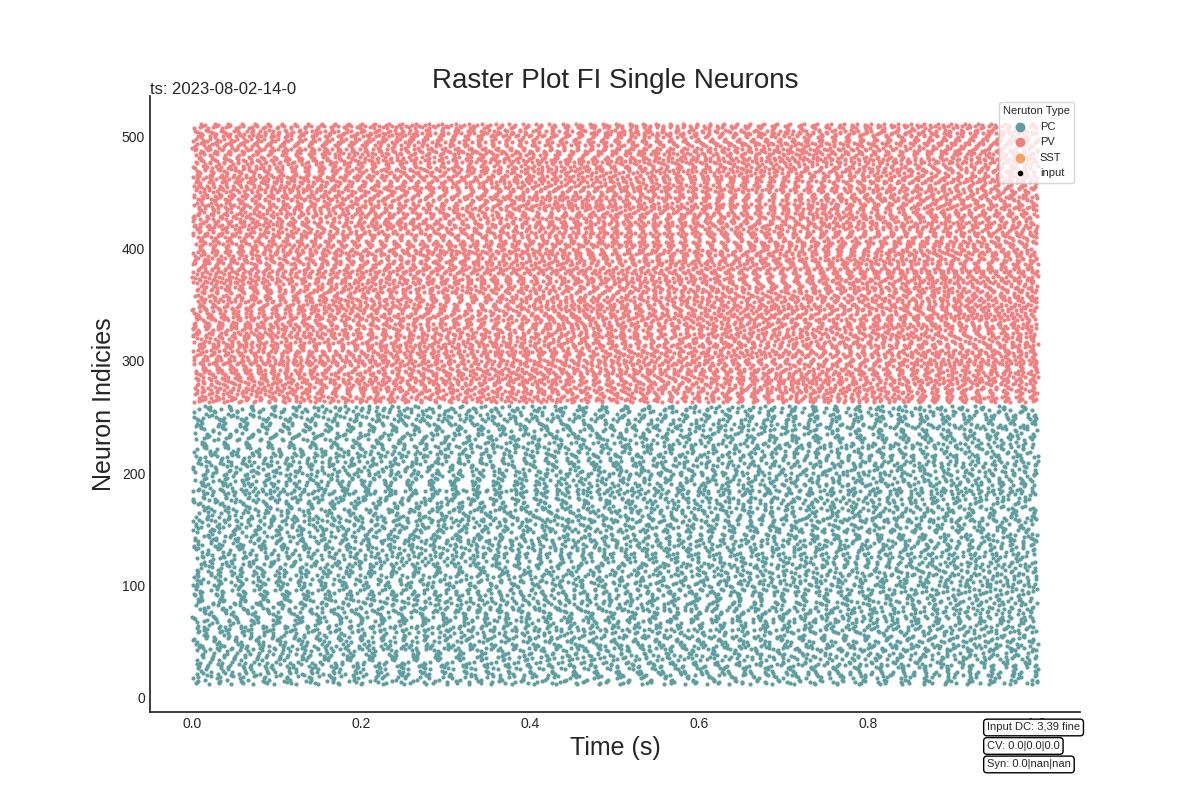 Raster Plot FI Single Neurons
ts: 2023-08-02-14-0
Neruton Type
PC
PV
SST
input
500
400
300
200
100
0
Neuron Indicies
0.0 0.2 0.4 0.6 0.8
Time (s)
Input DC: 3,39 fine
CV: 0.0|0.0|0.0
Syn: 0.0|nan|nan